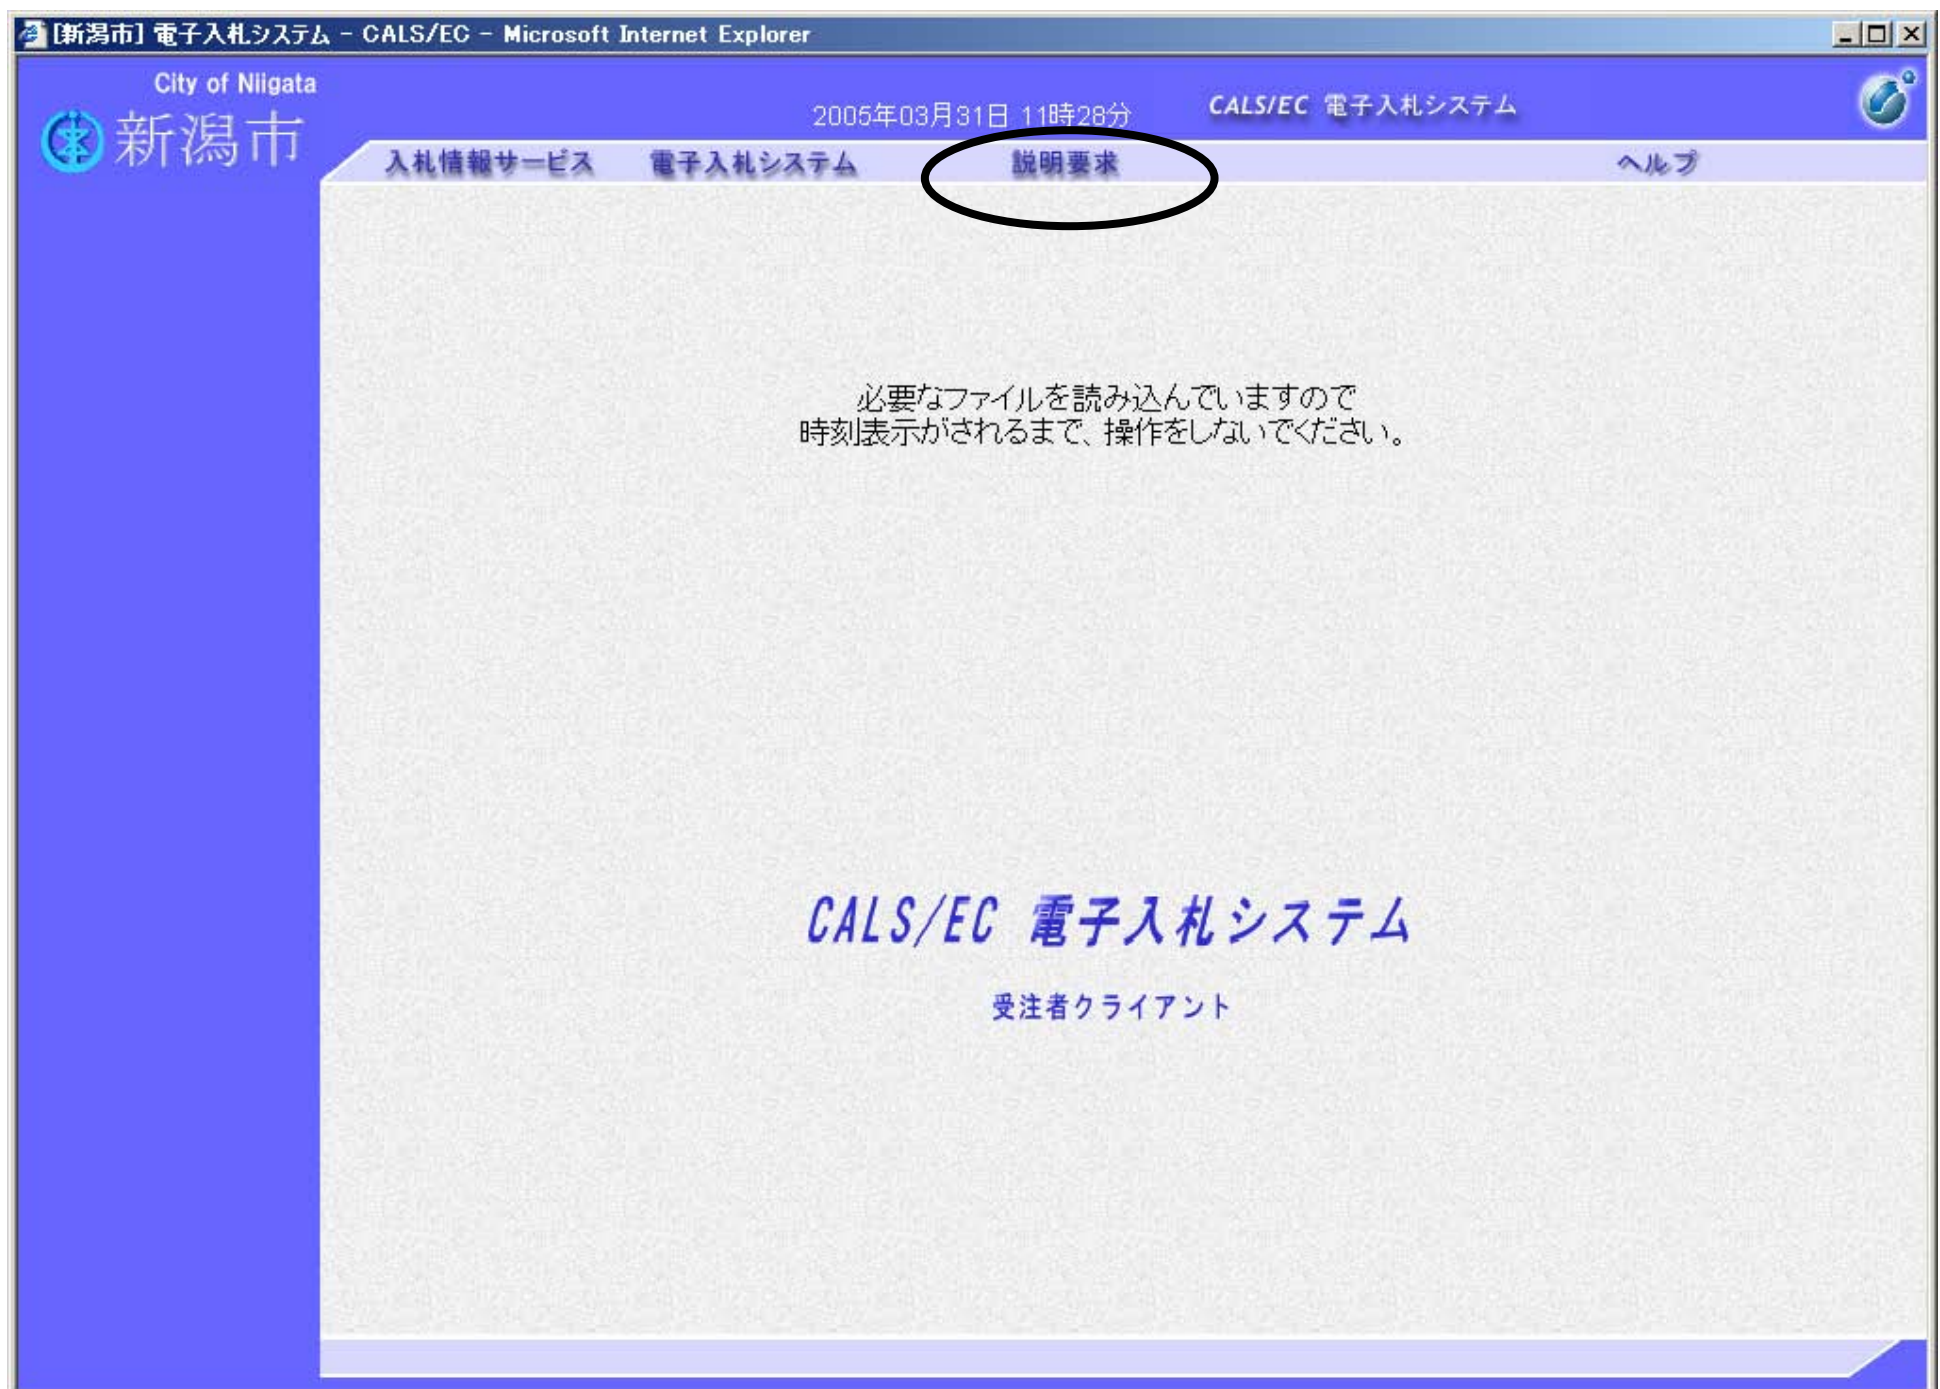 [新潟市] 電子入札システム - CALS/EC - Microsoft Internet Explorer
City of Niigata
新潟市
2005年03月31日 11時28分
CALS/EC 電子入札システム
入札情報サービス
電子入札システム
説明要求
ヘルプ
必要なファイルを読み込んでいますので
時刻表示がされるまで、操作をしないでください。
CALS/EC 電子入札システム
受注者クライアント